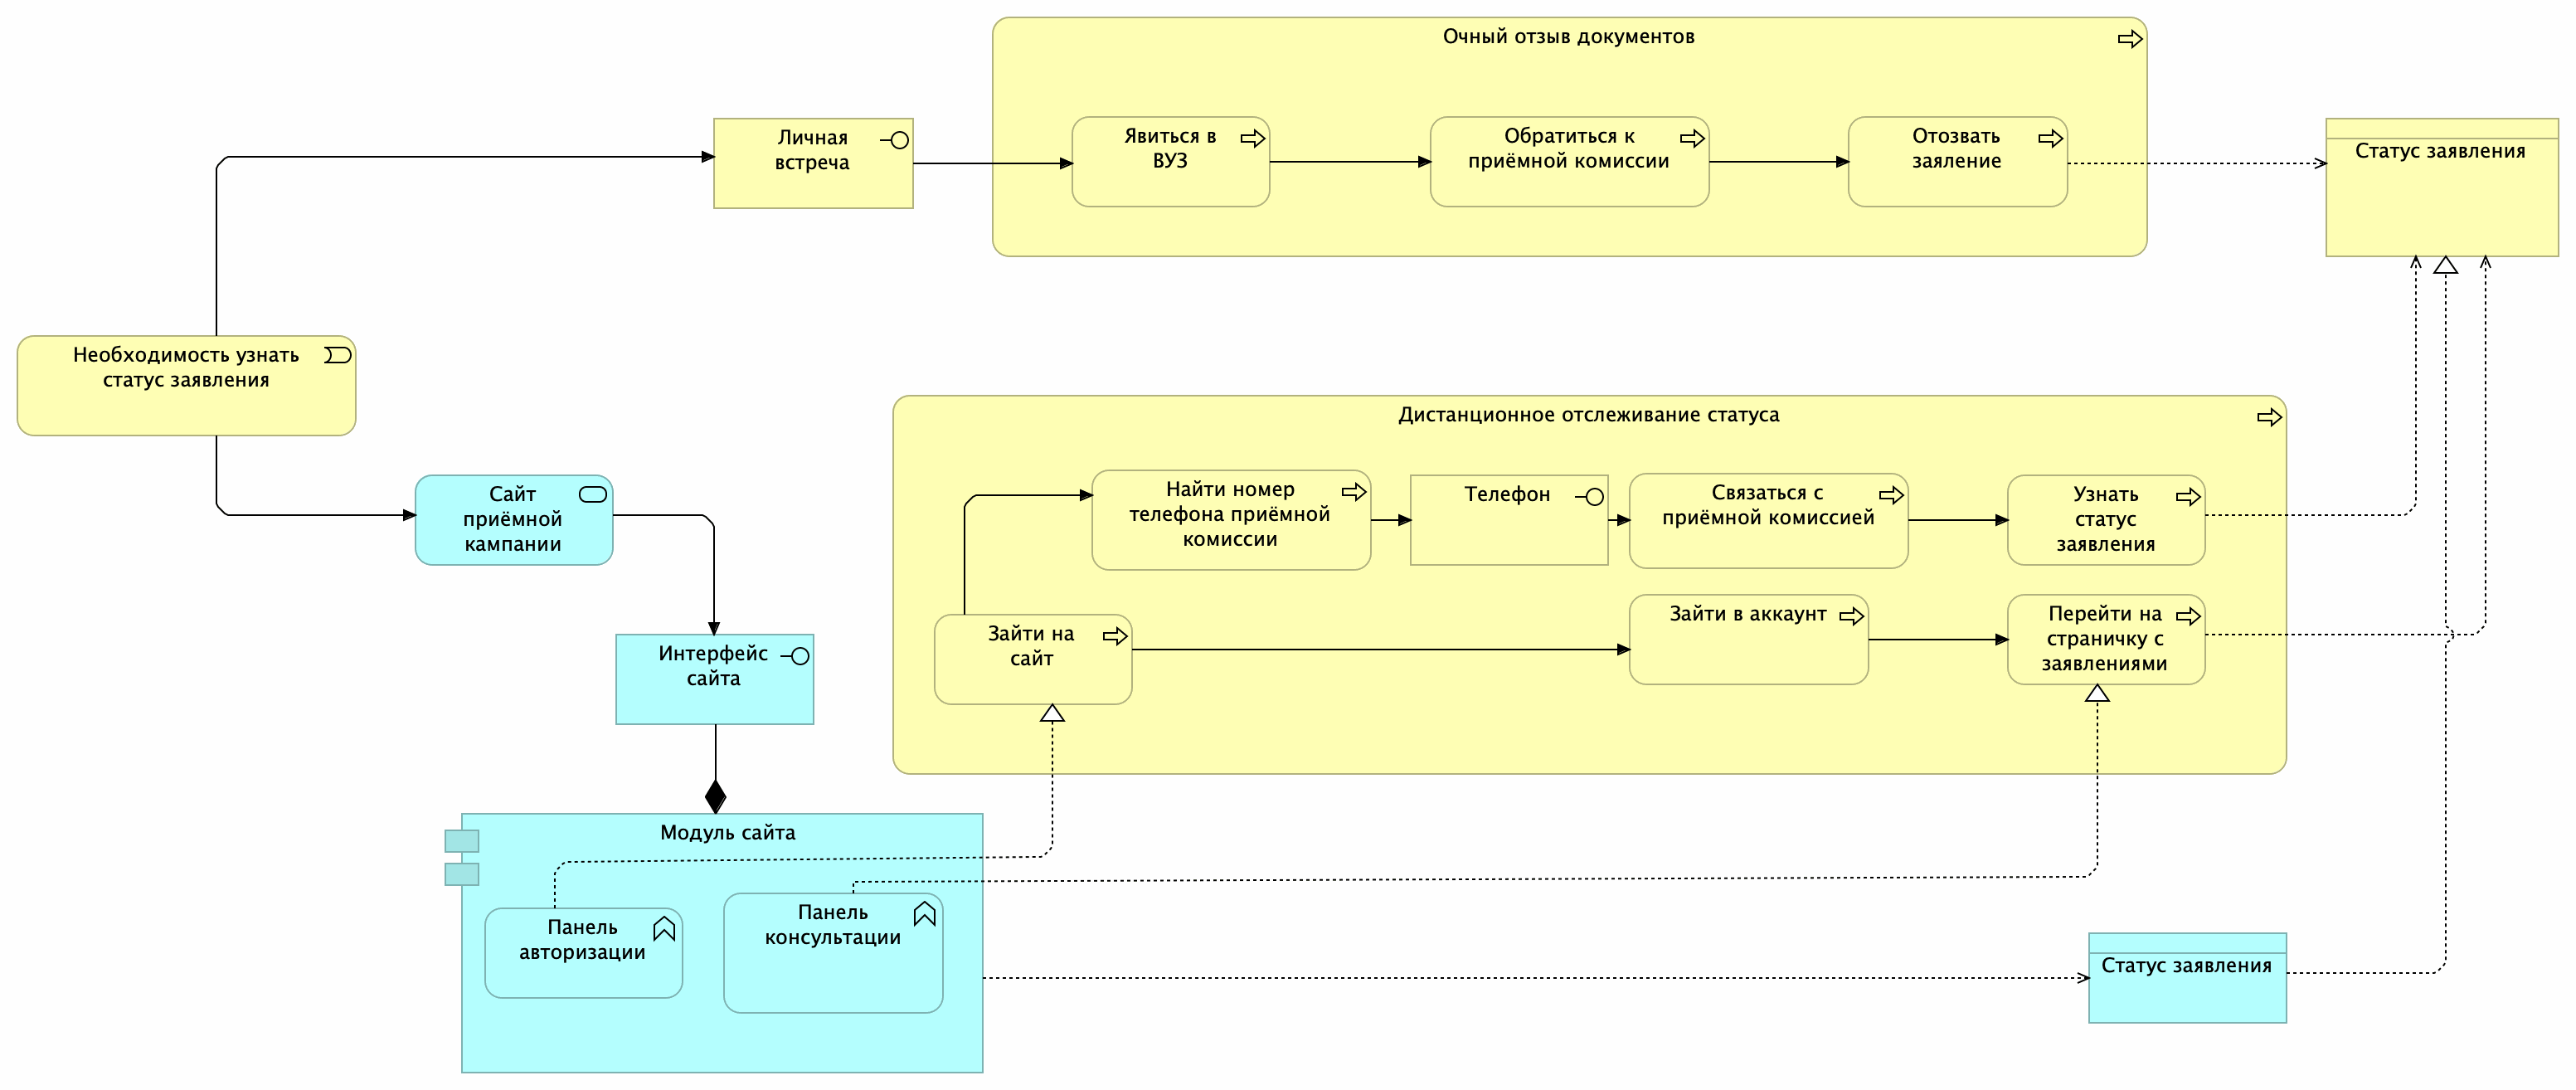 Очный отзыв документов
Личная
встреча
Явиться в
ВУЗ
Обратиться к
приёмной комиссии
Отозвать
заяление
Статус заявления
Необходимость узнать
статус заявления
Дистанционное отслеживание статуса
Сайт
приёмной
кампании
Найти номер
телефона приёмной
комиссии
Телефон
Связаться с
приёмной комиссией
Узнать
статус
заявления
Зайти на
сайт
Зайти в аккаунт
Перейти на
страничку с
заявлениями
Интерфейс
сайта
Модуль сайта
Панель
авторизации
Панель
консультации
Статус заявления